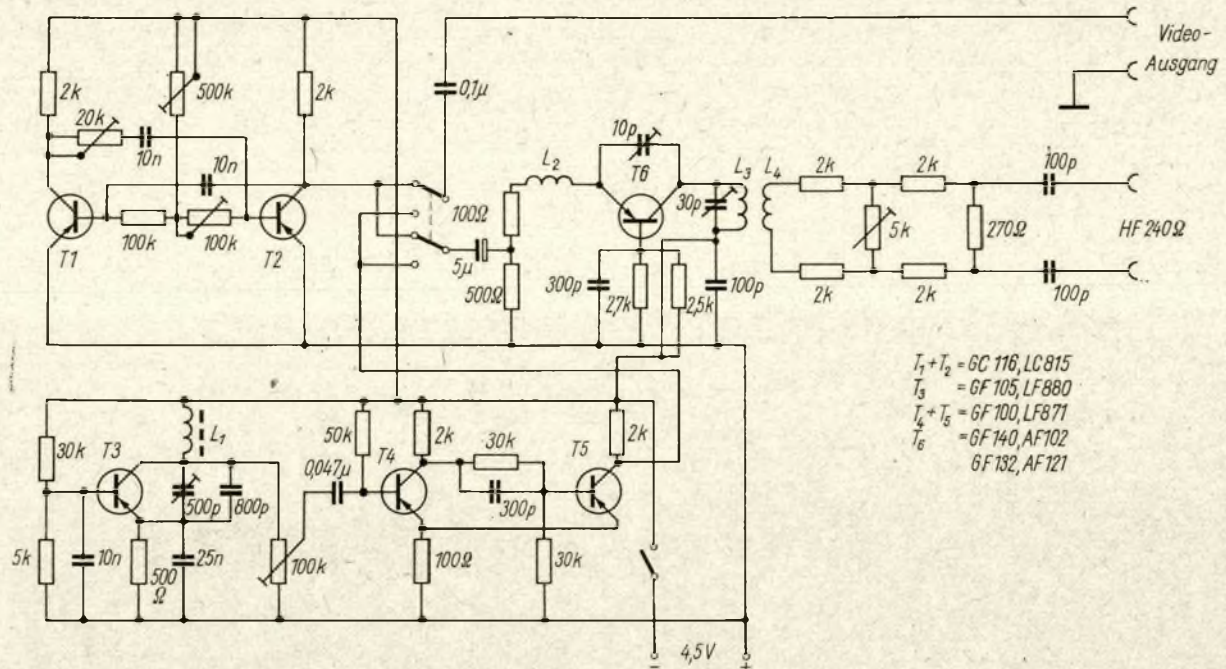 Video-
Ausgang
2k
500k
2k
0,1µ
20k
10n
10n
10p
L₂
T6
L₃
L₄
2k
2k
100p
30p
100Ω
100k
100k
T1
T2
5k
270Ω
HF 240Ω
5µ
500Ω
300p
2,7k
2,5k
100p
2k
2k
100p
T₁+T₂ = GC 116, LC 815
T₃ = GF 105, LF 880
T₄+T₅ = GF 100, LF 871
T₆ = GF 140, AF 102
GF 132, AF 121
30k
T3
L₁
50k
2k
30k
T5
2k
0,047µ
T4
500p
800p
300p
5k
10n
500
Ω
25n
100k
100Ω
30k
− 4,5V +